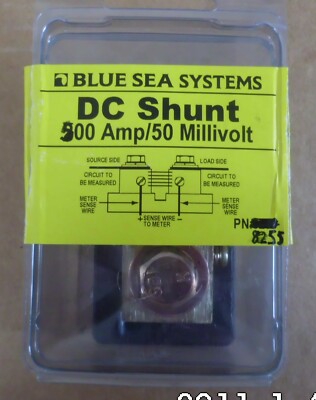 BLUE SEA SYSTEMS
DC Shunt
500 Amp/50 Millivolt
SOURCE SIDE
LOAD SIDE
CIRCUIT TO
BE MEASURED
CIRCUIT TO
BE MEASURED
METER
SENSE
WIRE
METER
SENSE
WIRE
SENSE WIRE
TO METER
PN
8255